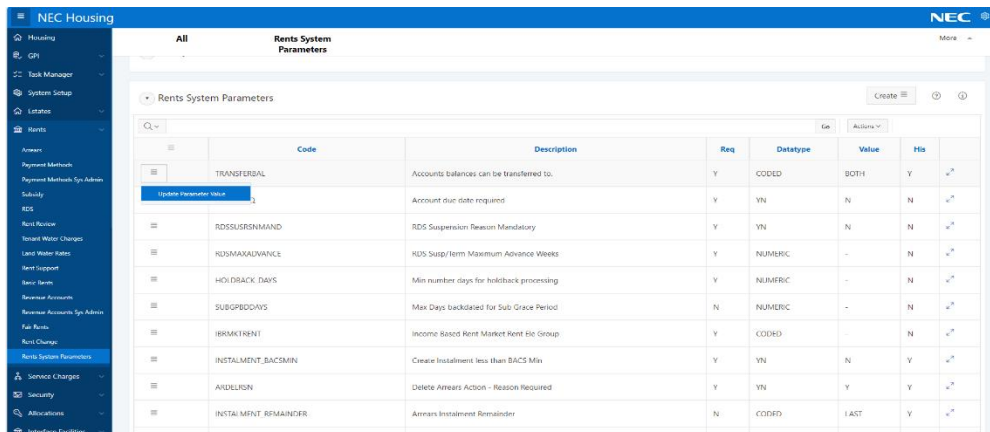 NEC Housing
NEC
Housing
GPI
Task Manager
System Setup
Estates
Rents
Arrears
Payment Methods
Payment Methods Sys Admin
Subsidy
RDS
Rent Review
Tenant Water Charges
Land Water Rates
Rent Support
Basic Rents
Revenue Accounts
Revenue Accounts Sys Admin
Fair Rents
Rent Change
Rents System Parameters
Service Charges
Security
Allocations
Interface Facilities
All
Rents System
Parameters
More
Rents System Parameters
Create
Go
Actions
Code Description Req Datatype Value His
TRANSFERBAL Accounts balances can be transferred to. Y CODED BOTH Y
Update Parameter Value
Account due date required Y YN N N
RDSSUSRSNMAND RDS Suspension Reason Mandatory Y YN N N
RDSMAXADVANCE RDS Susp/Term Maximum Advance Weeks Y NUMERIC - N
HOLDBACK_DAYS Min number days for holdback processing Y NUMERIC - N
SUBGPBDDAYS Max Days backdated for Sub Grace Period N NUMERIC - N
IBRMKTRENT Income Based Rent Market Rent Ele Group Y CODED - N
INSTALMENT_BACSMIN Create Instalment less than BACS Min Y YN N Y
ARDELRSN Delete Arrears Action - Reason Required Y YN Y Y
INSTALMENT_REMAINDER Arrears Instalment Remainder N CODED LAST Y